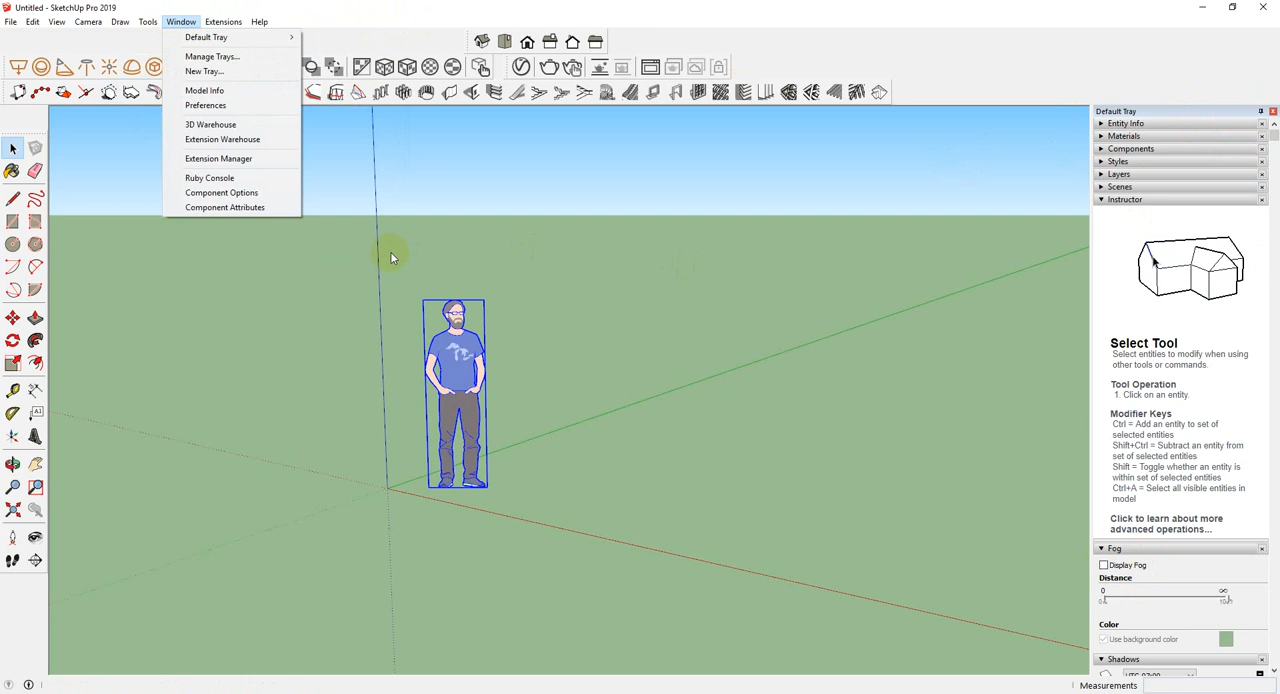 Untitled - SketchUp Pro 2019
File Edit View Camera Draw Tools Window Extensions Help
Default Tray
Manage Trays...
New Tray...
Model Info
Preferences
3D Warehouse
Extension Warehouse
Extension Manager
Ruby Console
Component Options
Component Attributes
Default Tray
Entity Info
Materials
Components
Styles
Layers
Scenes
Instructor
Select Tool
Select entities to modify when using
other tools or commands.
Tool Operation
1. Click on an entity.
Modifier Keys
Ctrl = Add an entity to set of
selected entities
Shift+Ctrl = Subtract an entity from
set of selected entities
Shift = Toggle whether an entity is
within set of selected entities
Ctrl+A = Select all visible entities in
model
Click to learn about more
advanced operations...
Fog
Display Fog
Distance
0 ∞
Color
Use background color
Shadows
UTC-07:00
Measurements